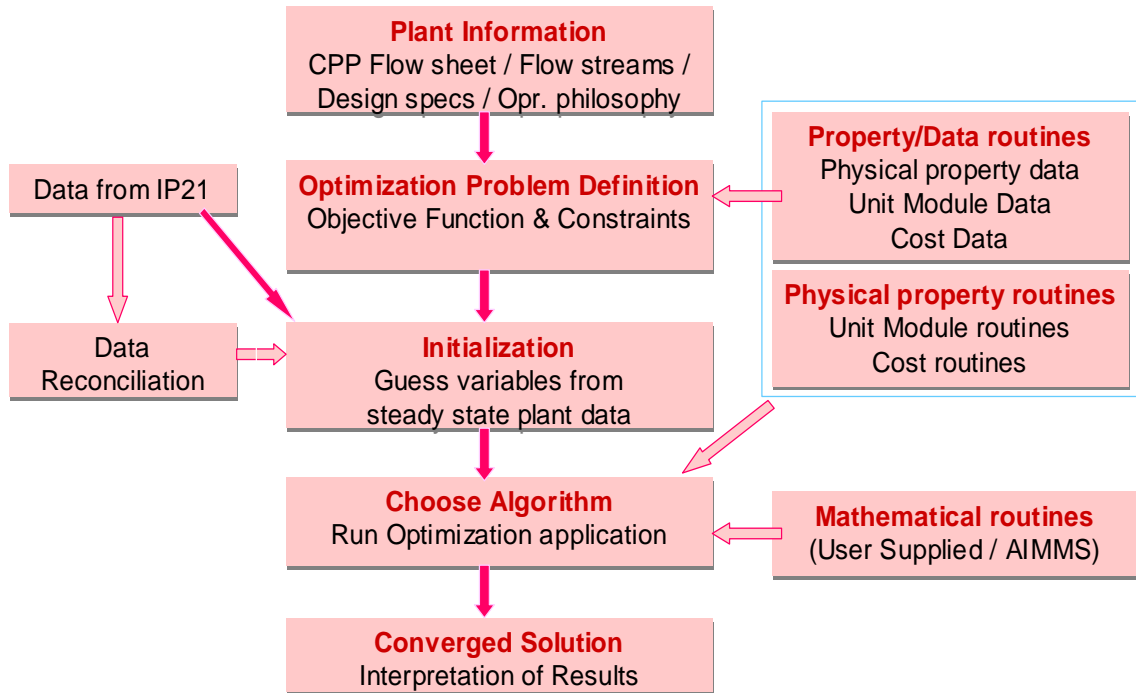 Plant Information
CPP Flow sheet / Flow streams /
Design specs / Opr. philosophy
Property/Data routines
Physical property data
Unit Module Data
Cost Data
Data from IP21
Optimization Problem Definition
Objective Function & Constraints
Physical property routines
Unit Module routines
Cost routines
Data
Reconciliation
Initialization
Guess variables from
steady state plant data
Choose Algorithm
Run Optimization application
Mathematical routines
(User Supplied / AIMMS)
Converged Solution
Interpretation of Results